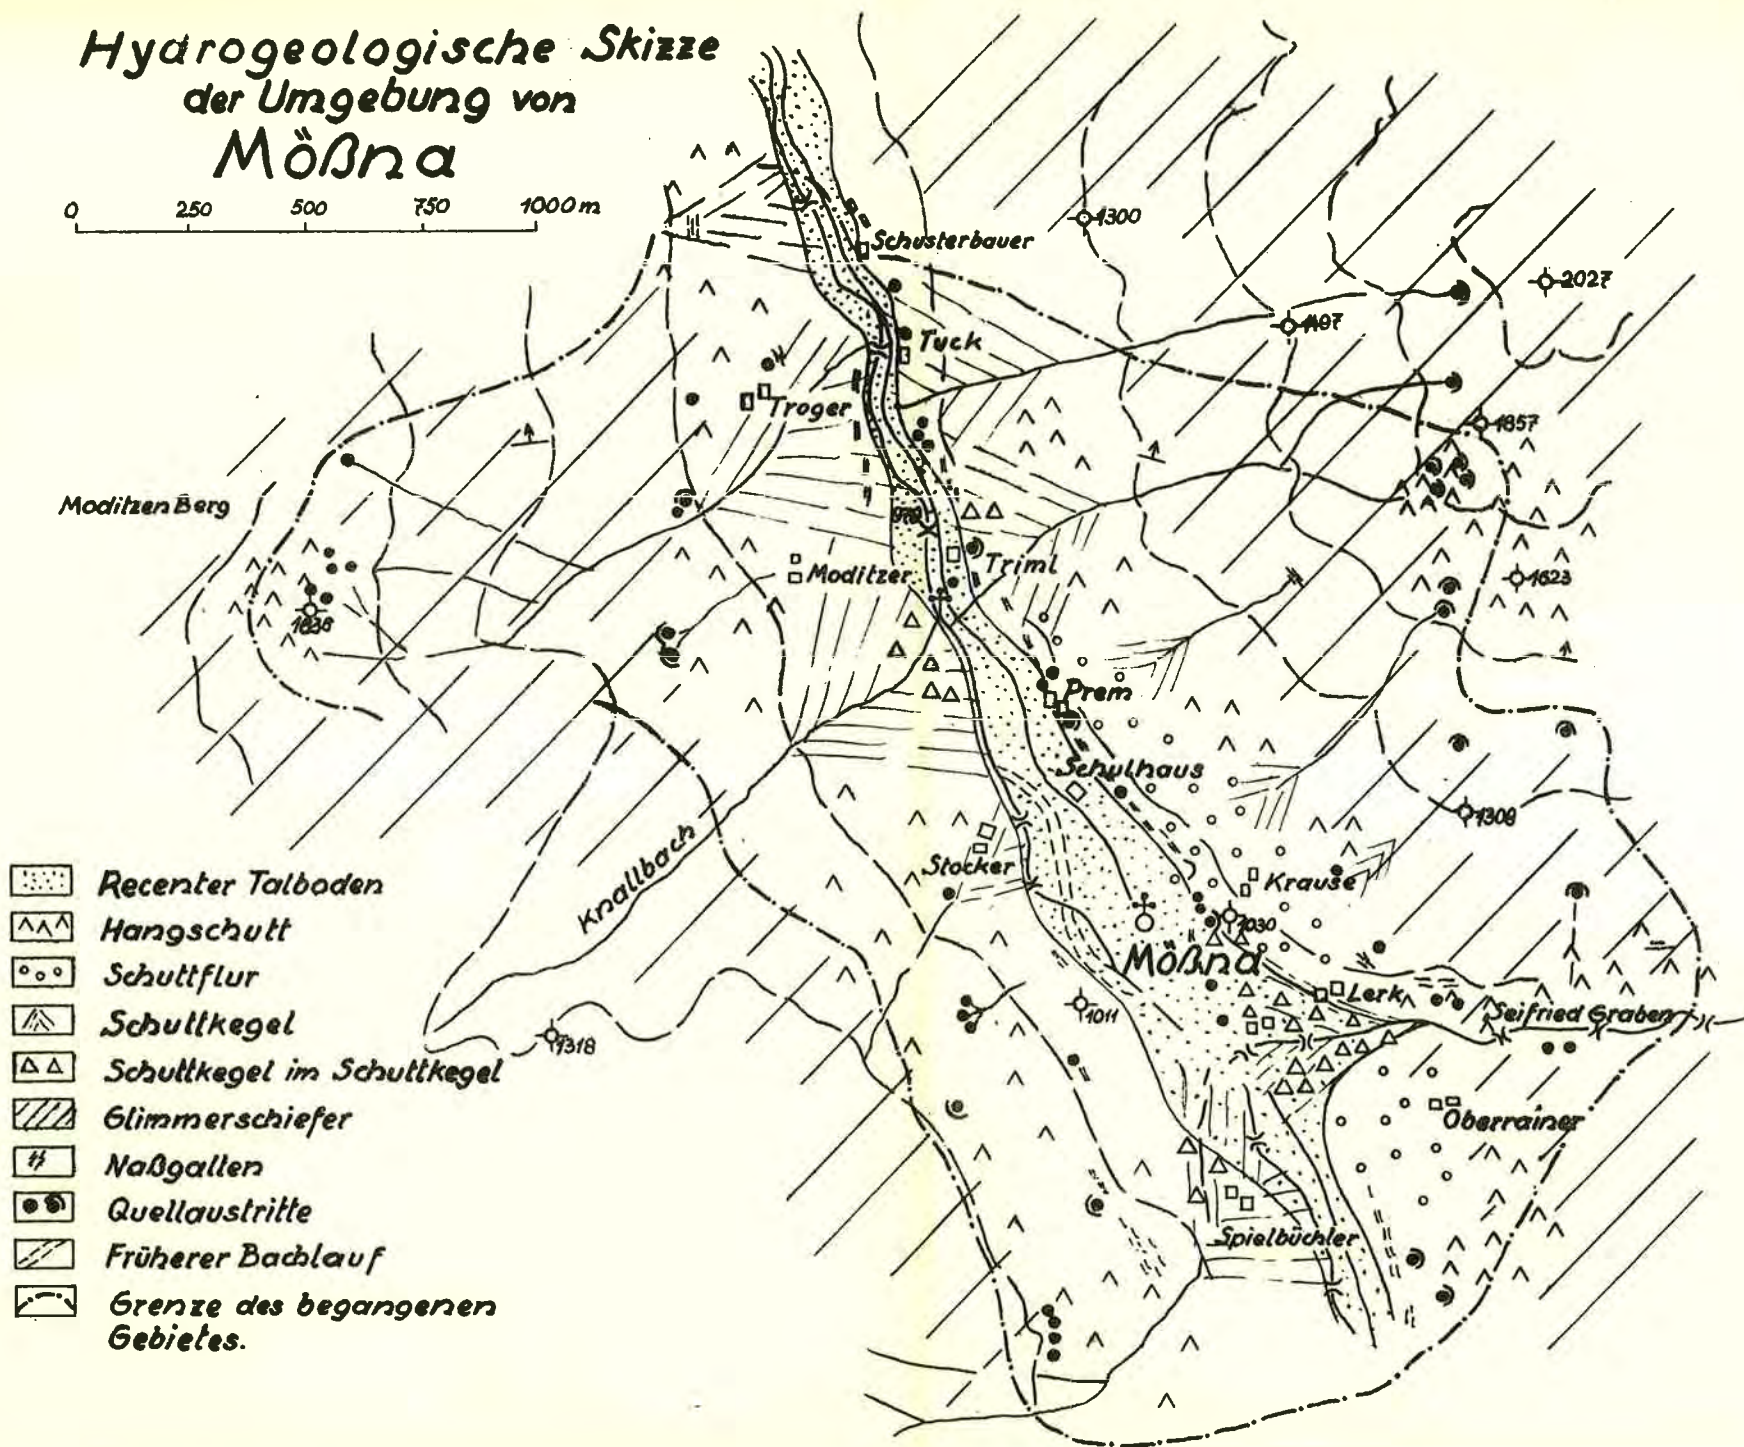 Hydrogeologische Skizze
der Umgebung von
Mößna
0 250 500 750 1000 m
Schusterbauer
1300
2027
1197
Tuck
Troger
1857
Moditzen Berg
979
Moditzer
Triml
1623
1636
Prem
Schulhaus
1308
Stocker
Knallbach
Krause
1030
Mößna
Lerk
Seifried Graben
1011
1318
Oberrainer
Spielbüchler
Recenter Talboden
Hangschutt
Schuttflur
Schuttkegel
Schuttkegel im Schuttkegel
Glimmerschiefer
Naßgallen
Quellaustritte
Früherer Bachlauf
Grenze des begangenen
Gebietes.